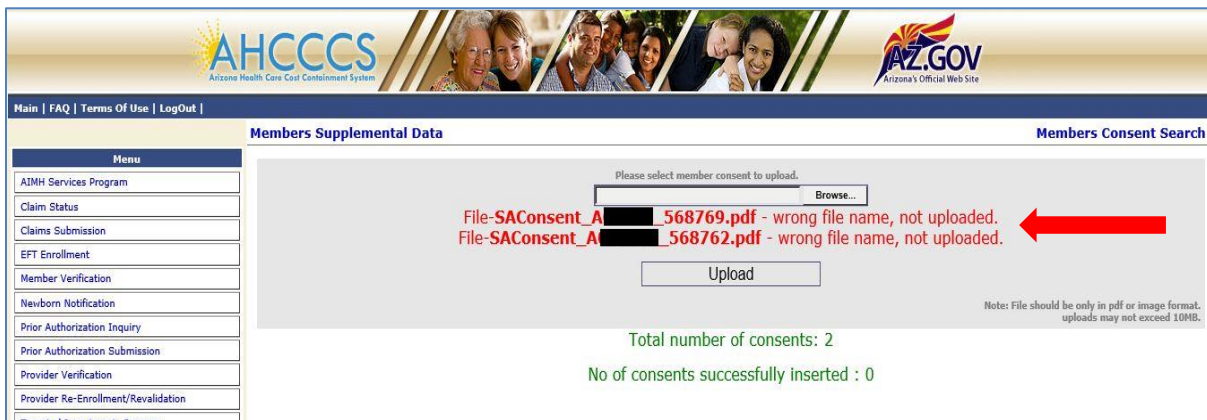 AHCCCS
Arizona Health Care Cost Containment System
AZ.GOV
Arizona's Official Web Site
Main | FAQ | Terms Of Use | LogOut |
Members Supplemental Data
Members Consent Search
Menu
AIMH Services Program
Claim Status
Claims Submission
EFT Enrollment
Member Verification
Newborn Notification
Prior Authorization Inquiry
Prior Authorization Submission
Provider Verification
Provider Re-Enrollment/Revalidation
Please select member consent to upload.
Browse...
File-SAConsent_A _568769.pdf - wrong file name, not uploaded.
File-SAConsent_A _568762.pdf - wrong file name, not uploaded.
Upload
Note: File should be only in pdf or image format.
uploads may not exceed 10MB.
Total number of consents: 2
No of consents successfully inserted : 0